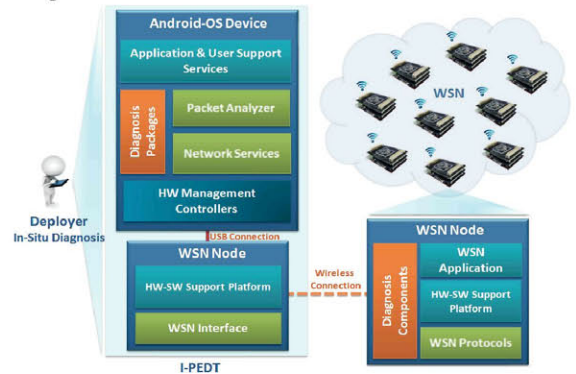 Android-OS Device
Application & User Support
Services
Diagnosis
Packages
Packet Analyzer
Network Services
HW Management
Controllers
Deployer
In-Situ Diagnosis
USB Connection
WSN Node
HW-SW Support Platform
WSN Interface
I-PEDT
Wireless
Connection
WSN
WSN Node
Diagnosis
Components
WSN
Application
HW-SW Support
Platform
WSN Protocols